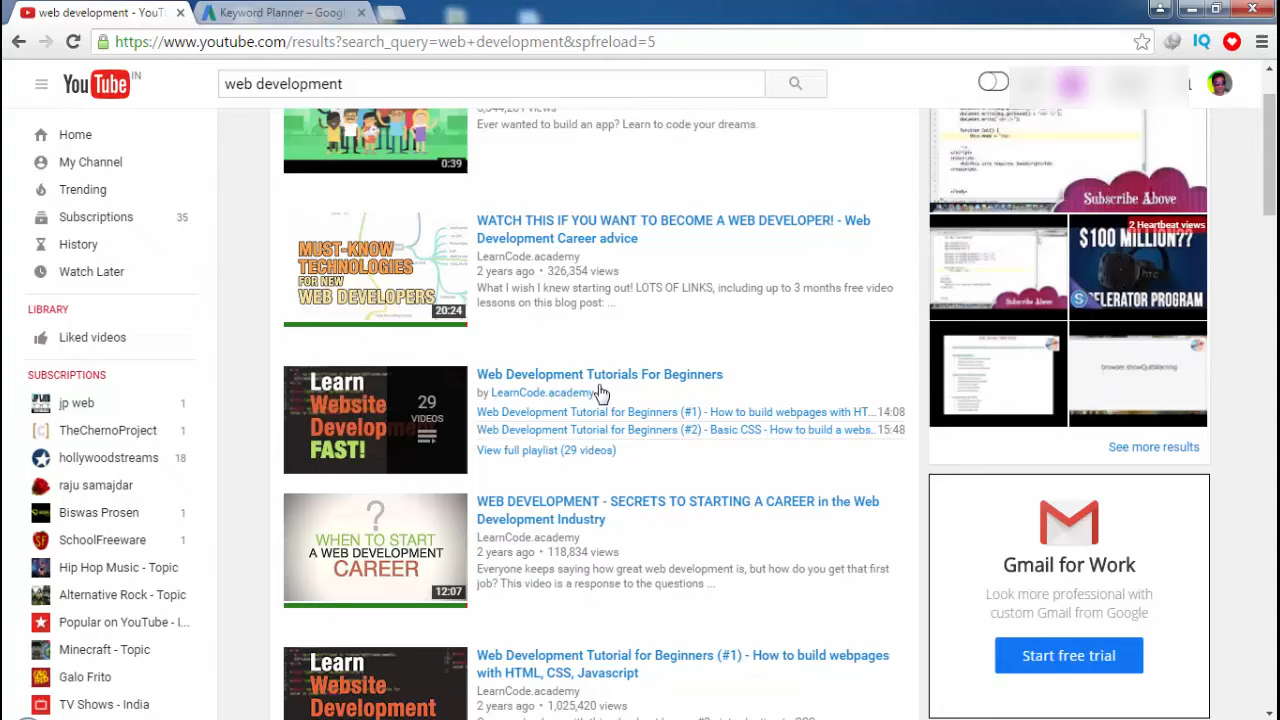 web development - YouT
Keyword Planner – Googl
https://www.youtube.com/results?search_query=web+development&spfreload=5
IQ
YouTube IN
web development
Home
My Channel
Trending
Subscriptions 35
History
Watch Later
LIBRARY
Liked videos
SUBSCRIPTIONS
jp web 1
TheChernoProject 1
hollywoodstreams 18
raju samajdar
Biswas Prosen 1
SchoolFreeware 1
Hip Hop Music - Topic
Alternative Rock - Topic
Popular on YouTube - I...
Minecraft - Topic
Galo Frito
TV Shows - India
0:39
views
Ever wanted to build an app? Learn to code your dreams.
MUST-KNOW
TECHNOLOGIES
FOR NEW
WEB DEVELOPERS
20:24
WATCH THIS IF YOU WANT TO BECOME A WEB DEVELOPER! - Web
Development Career advice
LearnCode.academy
2 years ago • 326,354 views
What I wish I knew starting out! LOTS OF LINKS, including up to 3 months free video
lessons on this blog post: ...
Learn
Website
Develop
FAST!
29
VIDEOS
Web Development Tutorials For Beginners
by LearnCode.academy
Web Development Tutorial for Beginners (#1) - How to build webpages with HT... 14:08
Web Development Tutorial for Beginners (#2) - Basic CSS - How to build a webs.. 15:48
View full playlist (29 videos)
?
WHEN TO START
A WEB DEVELOPMENT
CAREER
12:07
WEB DEVELOPMENT - SECRETS TO STARTING A CAREER in the Web
Development Industry
LearnCode.academy
2 years ago • 118,834 views
Everyone keeps saying how great web development is, but how do you get that first
job? This video is a response to the questions ...
Learn
Website
Development
Web Development Tutorial for Beginners (#1) - How to build webpages
with HTML, CSS, Javascript
LearnCode.academy
2 years ago • 1,025,420 views
Subscribe Above
Subscribe Above
2 Heartbeat views
$100 MILLION??
htc
ELERATOR PROGRAM
browser.showQuitWarning
See more results
Gmail for Work
Look more professional with
custom Gmail from Google
Start free trial